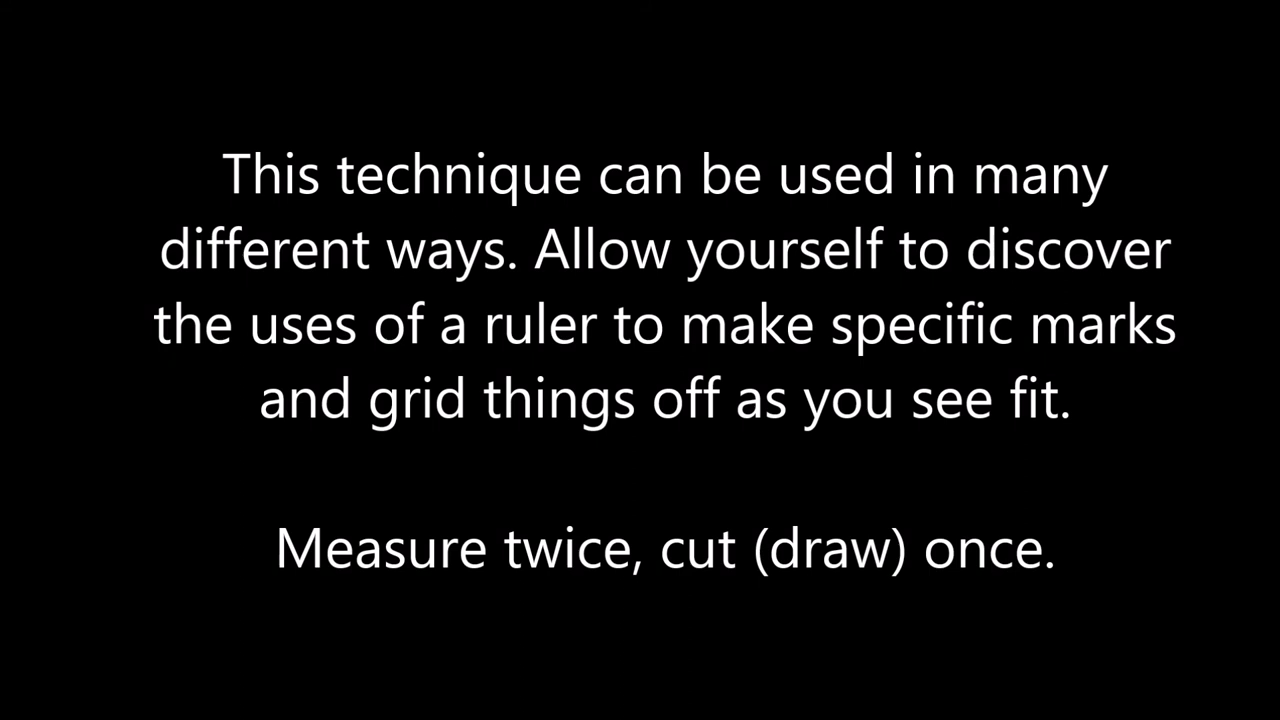 This technique can be used in many
different ways. Allow yourself to discover
the uses of a ruler to make specific marks
and grid things off as you see fit.
Measure twice, cut (draw) once.